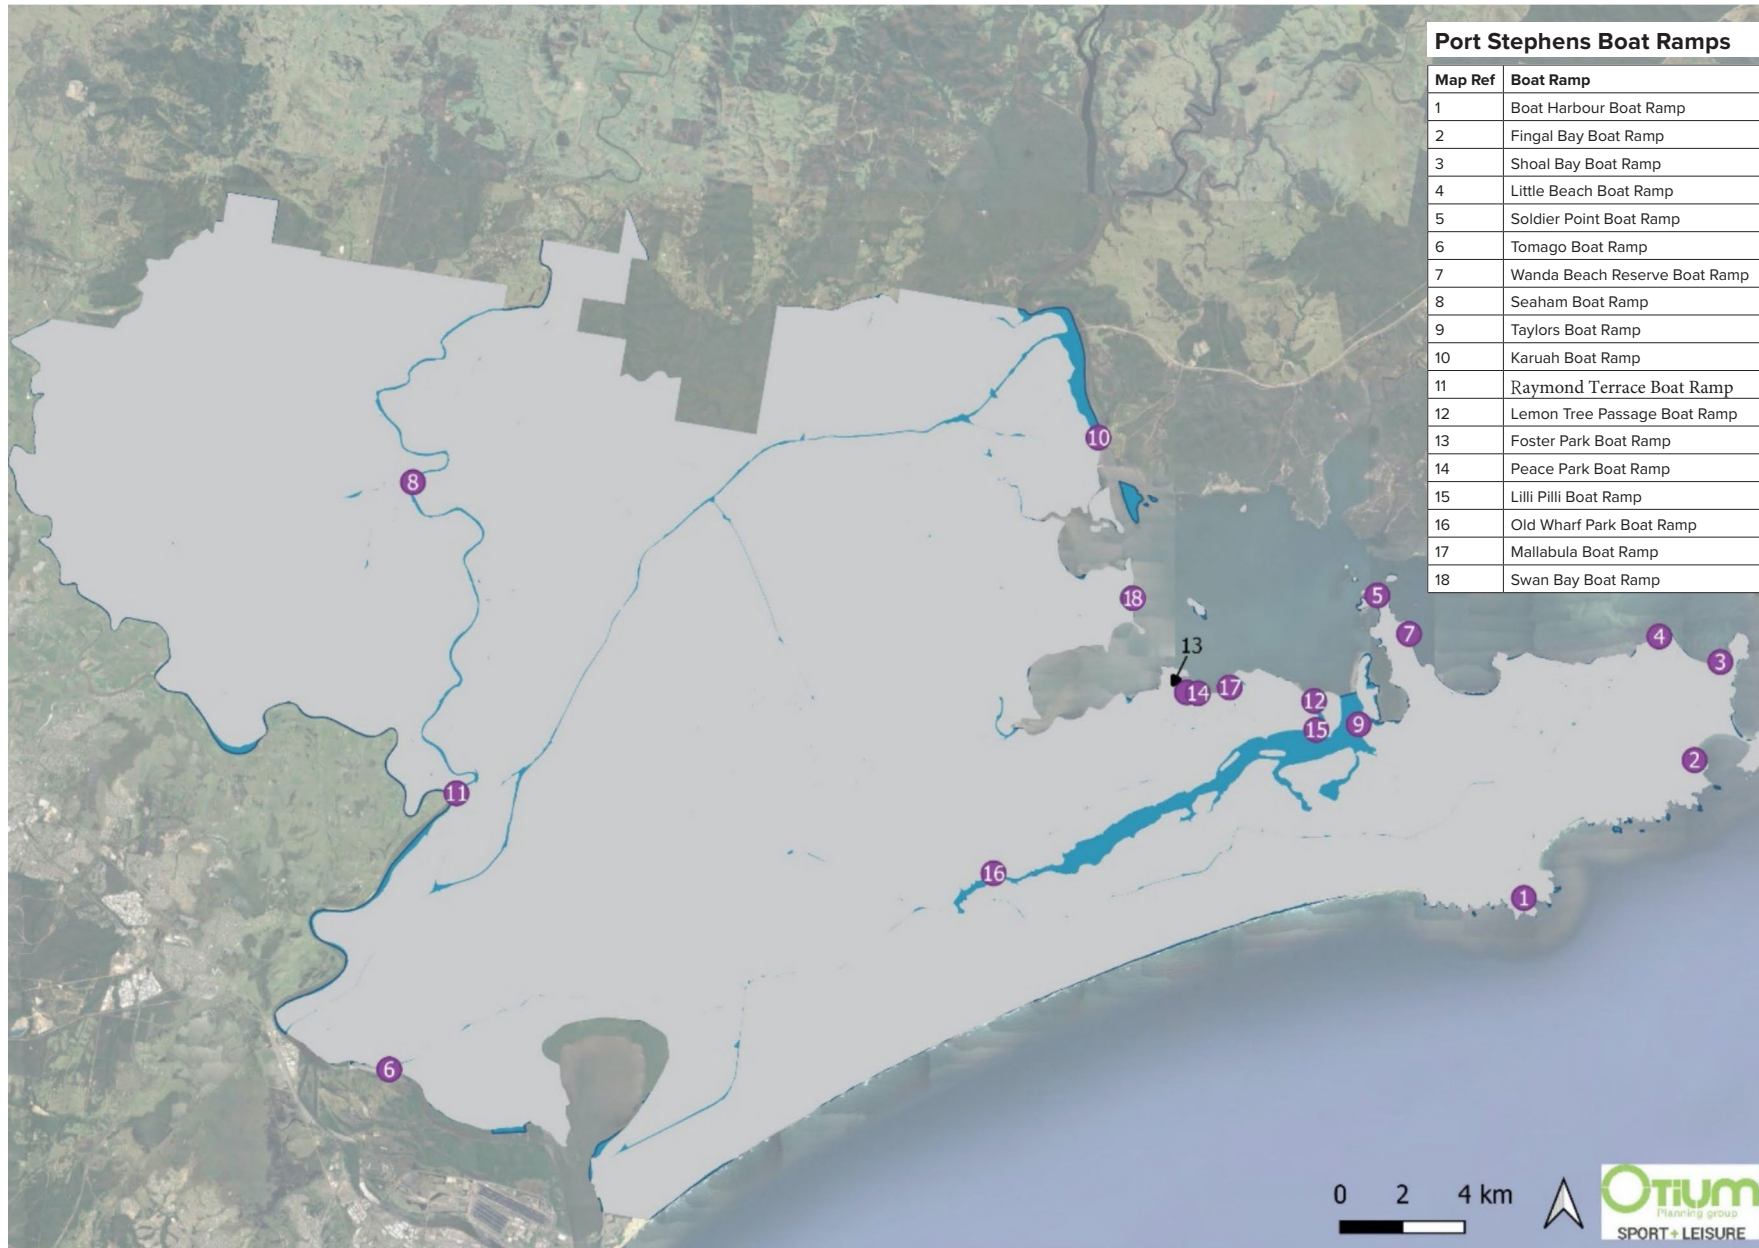 Port Stephens Boat Ramps
Map Ref Boat Ramp
1 Boat Harbour Boat Ramp
2 Fingal Bay Boat Ramp
3 Shoal Bay Boat Ramp
4 Little Beach Boat Ramp
5 Soldier Point Boat Ramp
6 Tomago Boat Ramp
7 Wanda Beach Reserve Boat Ramp
8 Seaham Boat Ramp
9 Taylors Boat Ramp
10 Karuah Boat Ramp
11 Raymond Terrace Boat Ramp
12 Lemon Tree Passage Boat Ramp
13 Foster Park Boat Ramp
14 Peace Park Boat Ramp
15 Lilli Pilli Boat Ramp
16 Old Wharf Park Boat Ramp
17 Mallabula Boat Ramp
18 Swan Bay Boat Ramp
10
8
18
5
7
4
13
3
14
17
12
9
15
2
11
16
1
6
0 2 4 km
Otium
Planning group
SPORT+LEISURE